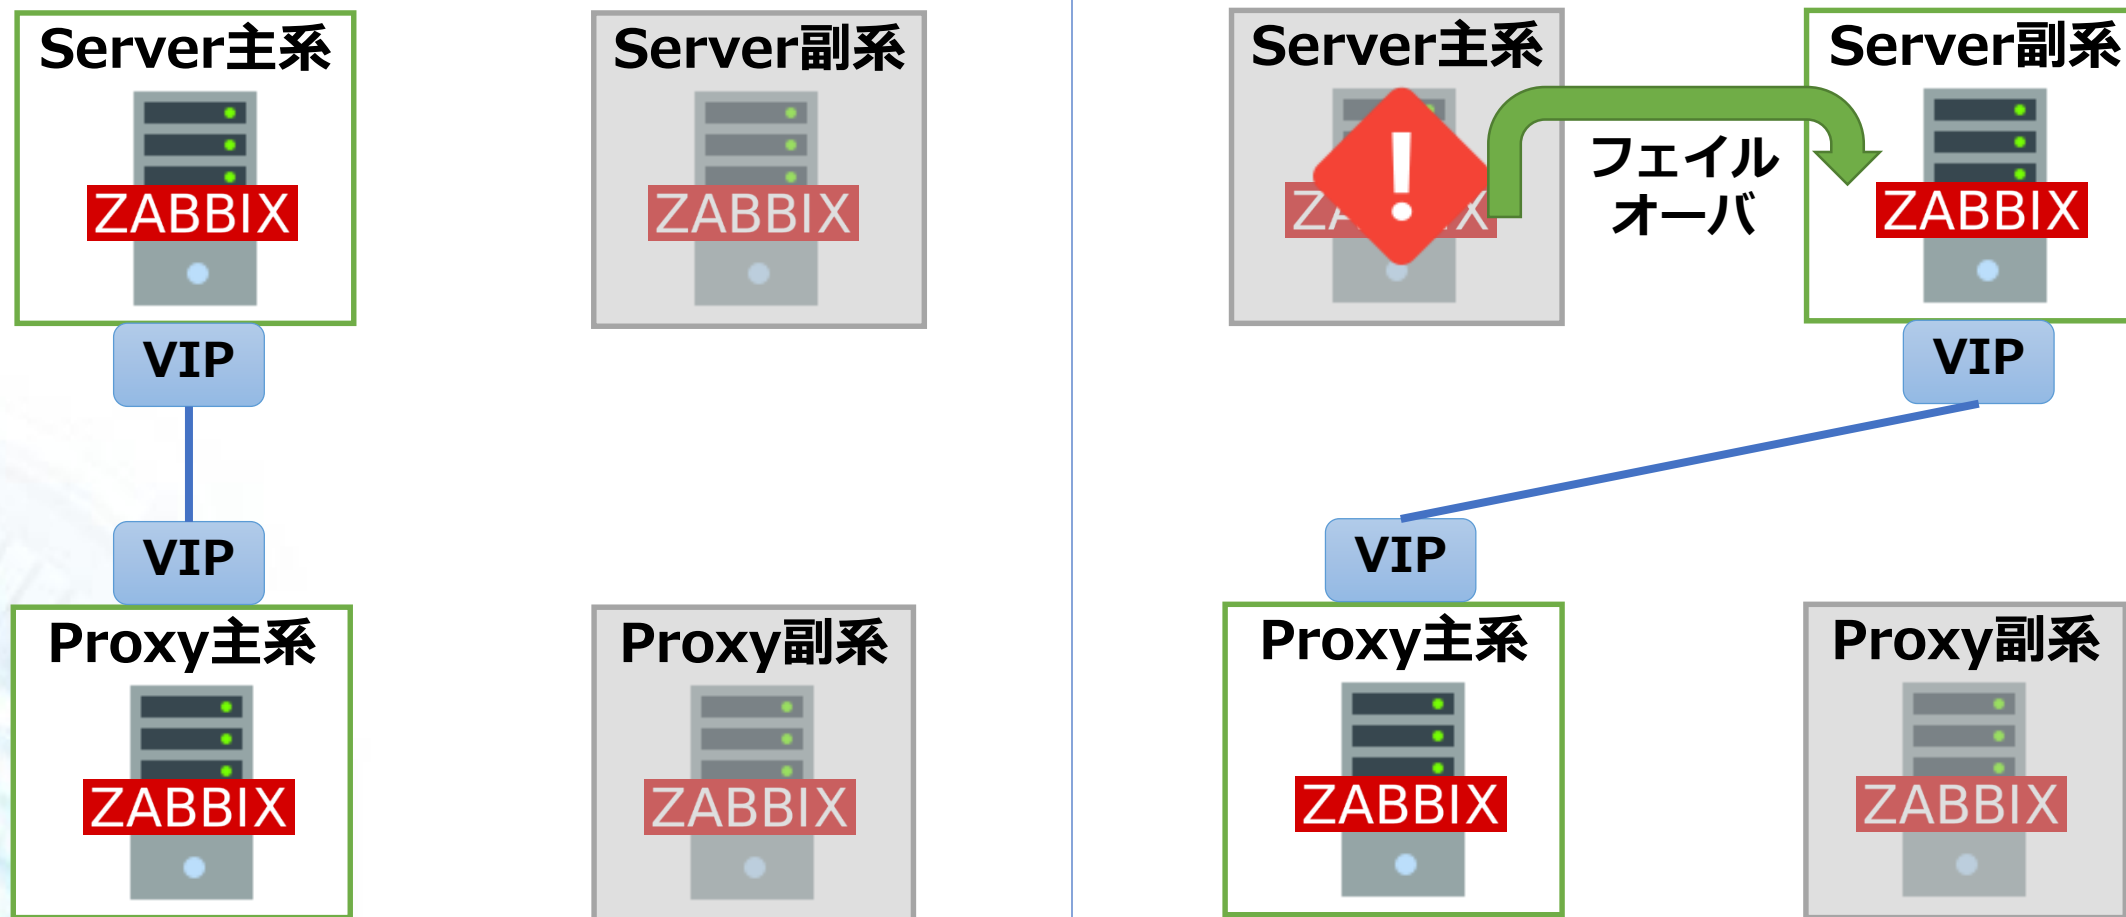 Server主系
ZABBIX
VIP
VIP
Proxy主系
ZABBIX
Server副系
ZABBIX
Proxy副系
ZABBIX
Server主系
フェイル
オーバ
Server副系
ZABBIX
VIP
VIP
Proxy主系
ZABBIX
Proxy副系
ZABBIX